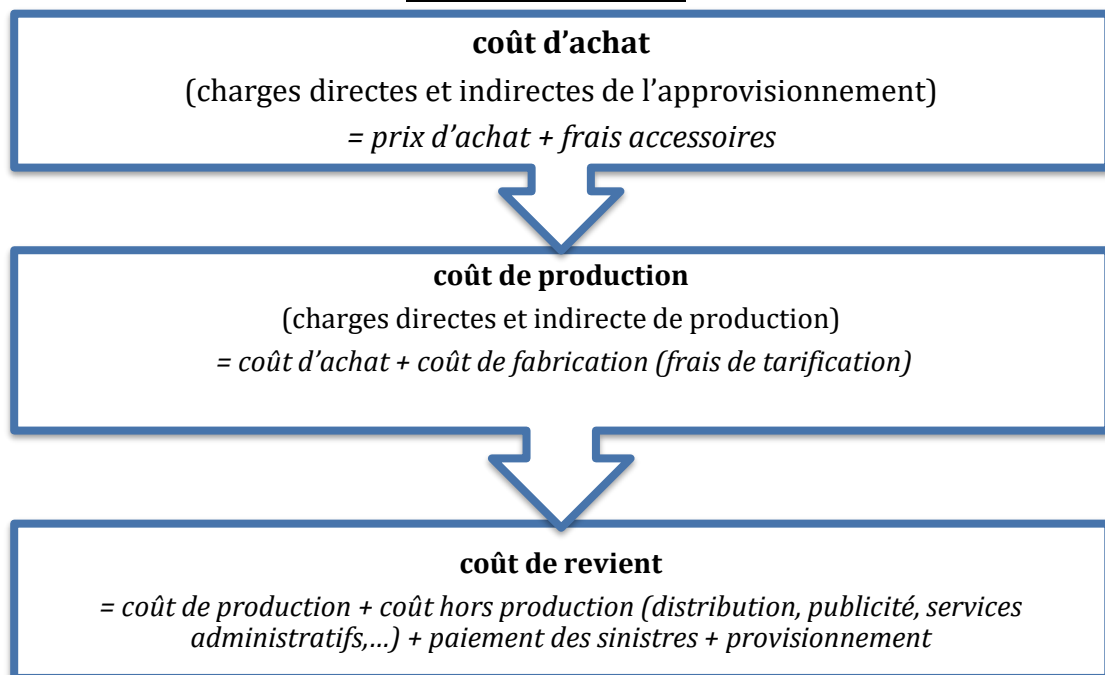 coût d’achat
(charges directes et indirectes de l’approvisionnement)
= prix d’achat + frais accessoires
coût de production
(charges directes et indirecte de production)
= coût d’achat + coût de fabrication (frais de tarification)
coût de revient
= coût de production + coût hors production (distribution, publicité, services
administratifs,...) + paiement des sinistres + provisionnement